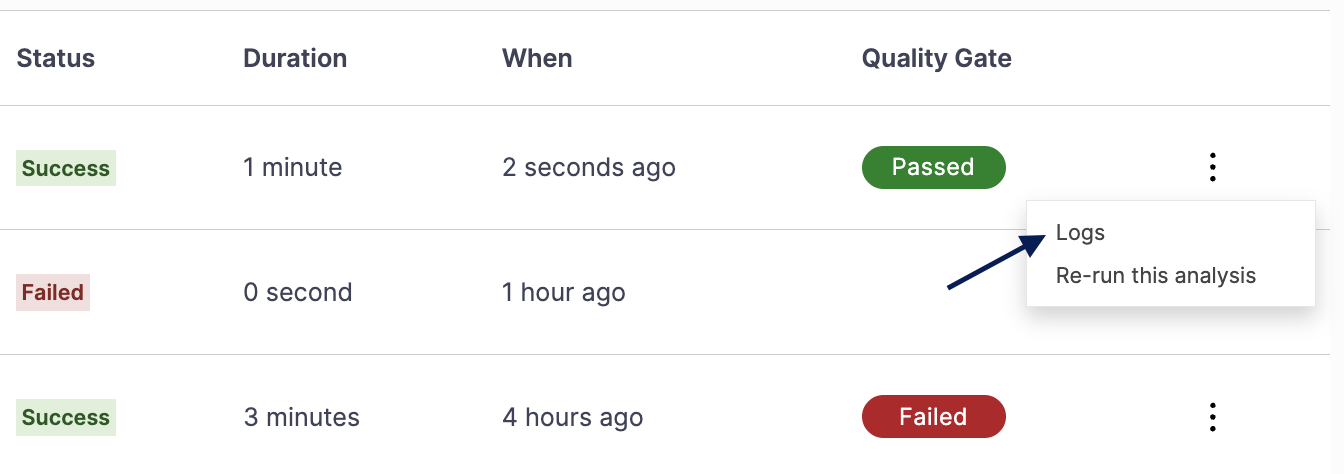 Status Duration When Quality Gate
Success 1 minute 2 seconds ago Passed
Logs
Re-run this analysis
Failed 0 second 1 hour ago
Success 3 minutes 4 hours ago Failed